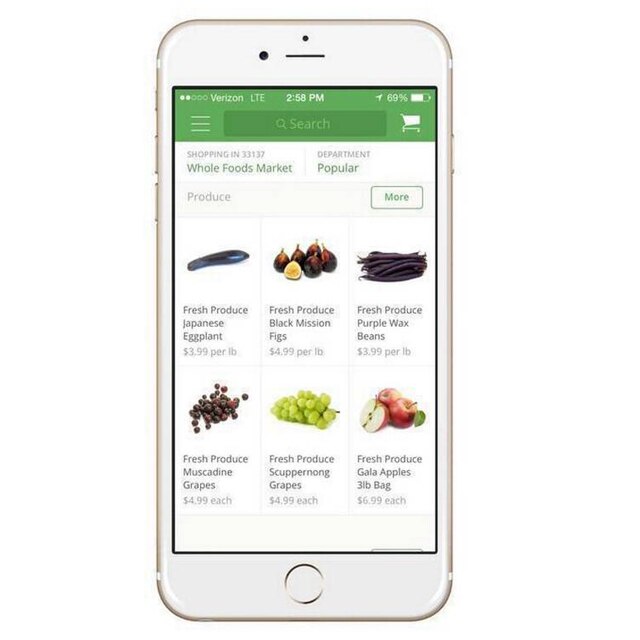 Verizon LTE 2:58 PM 69%
Search
SHOPPING IN 33137 DEPARTMENT
Whole Foods Market Popular
Produce More
Fresh Produce Fresh Produce Fresh Produce
Japanese Black Mission Purple Wax
Eggplant Figs Beans
$3.99 per lb $4.99 per lb $3.99 per lb
Fresh Produce Fresh Produce Fresh Produce
Muscadine Scuppernong Gala Apples
Grapes Grapes 3lb Bag
$4.99 each $4.99 each $6.99 each